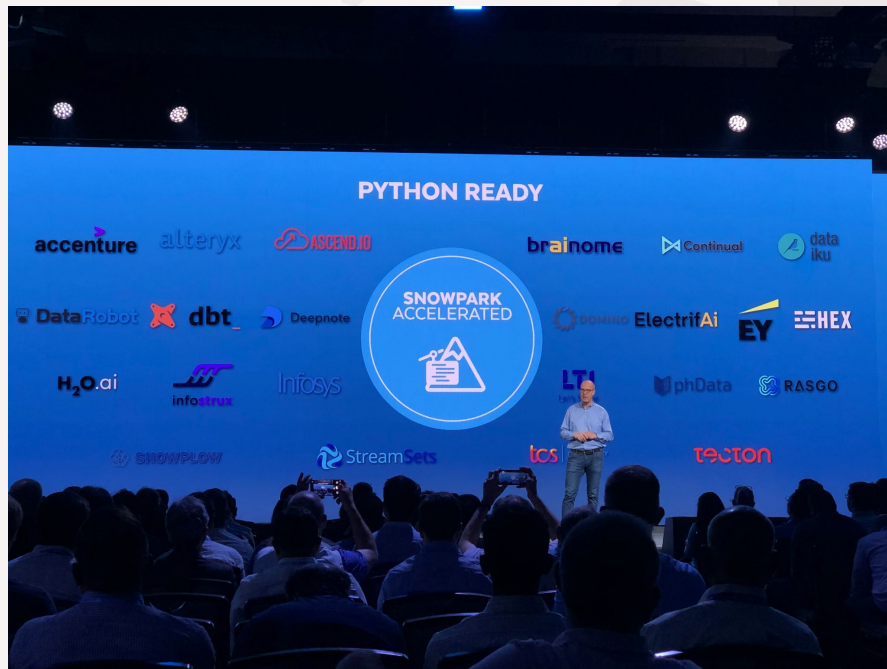 PYTHON READY
accenture
alteryx
ASCEND.IO
brainome
Continual
data
iku
DataRobot
dbt_
Deepnote
SNOWPARK
ACCELERATED
DOMINO
ElectrifAi
EY
HEX
H2O.ai
infostrux
Infosys
LTI
phData
RASGO
SNOWPLOW
StreamSets
tcs
TECTON